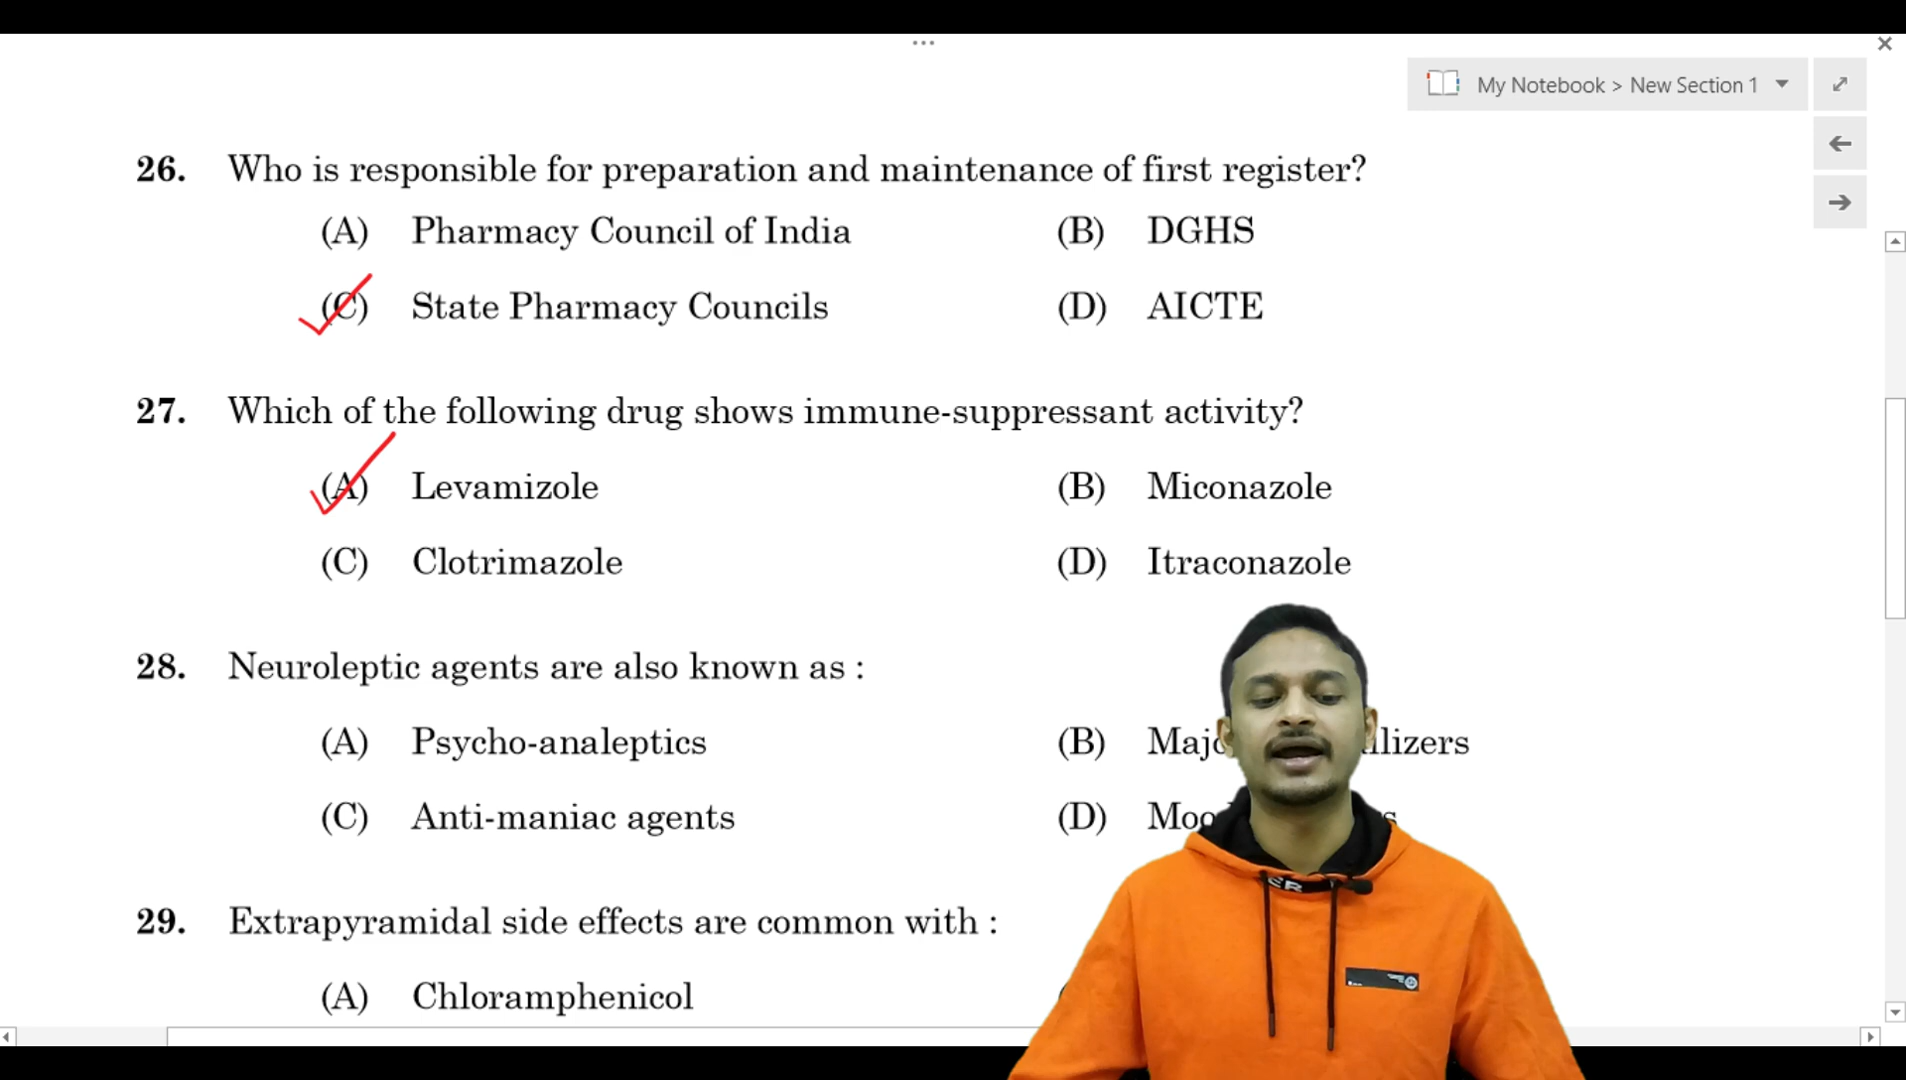 My Notebook > New Section 1
26. Who is responsible for preparation and maintenance of first register?
(A) Pharmacy Council of India (B) DGHS
(C) State Pharmacy Councils (D) AICTE
27. Which of the following drug shows immune-suppressant activity?
(A) Levamizole (B) Miconazole
(C) Clotrimazole (D) Itraconazole
28. Neuroleptic agents are also known as :
(A) Psycho-analeptics (B)
(C) Anti-maniac agents (D)
29. Extrapyramidal side effects are common with :
(A) Chloramphenicol